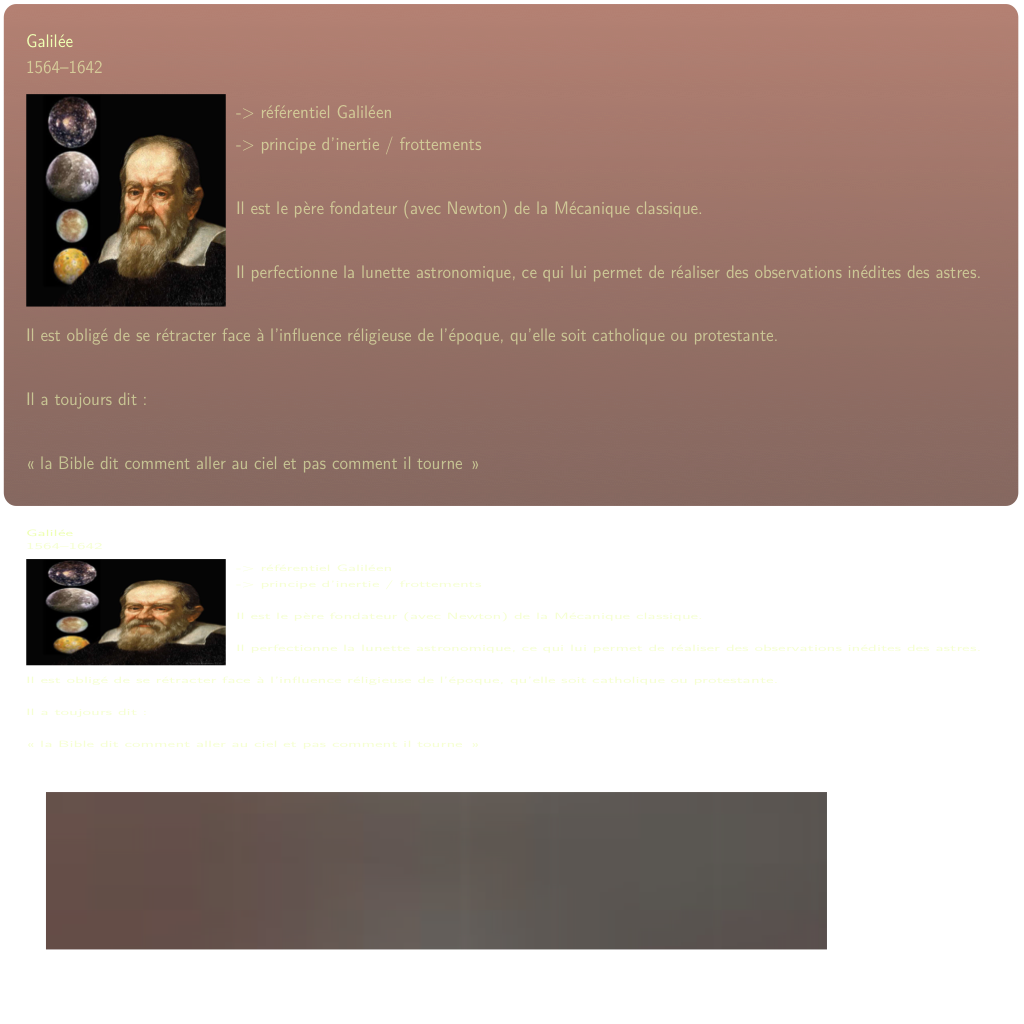 Galilée
1564–1642
-> référentiel Galiléen
-> principe d'inertie / frottements
Il est le père fondateur (avec Newton) de la Mécanique classique.
Il perfectionne la lunette astronomique, ce qui lui permet de réaliser des observations inédites des astres.
Il est obligé de se rétracter face à l'influence réligieuse de l'époque, qu'elle soit catholique ou protestante.
Il a toujours dit :
« la Bible dit comment aller au ciel et pas comment il tourne »
Galilée
1564–1642
-> référentiel Galiléen
-> principe d'inertie / frottements
Il est le père fondateur (avec Newton) de la Mécanique classique.
Il perfectionne la lunette astronomique, ce qui lui permet de réaliser des observations inédites des astres.
Il est obligé de se rétracter face à l'influence réligieuse de l'époque, qu'elle soit catholique ou protestante.
Il a toujours dit :
« la Bible dit comment aller au ciel et pas comment il tourne »